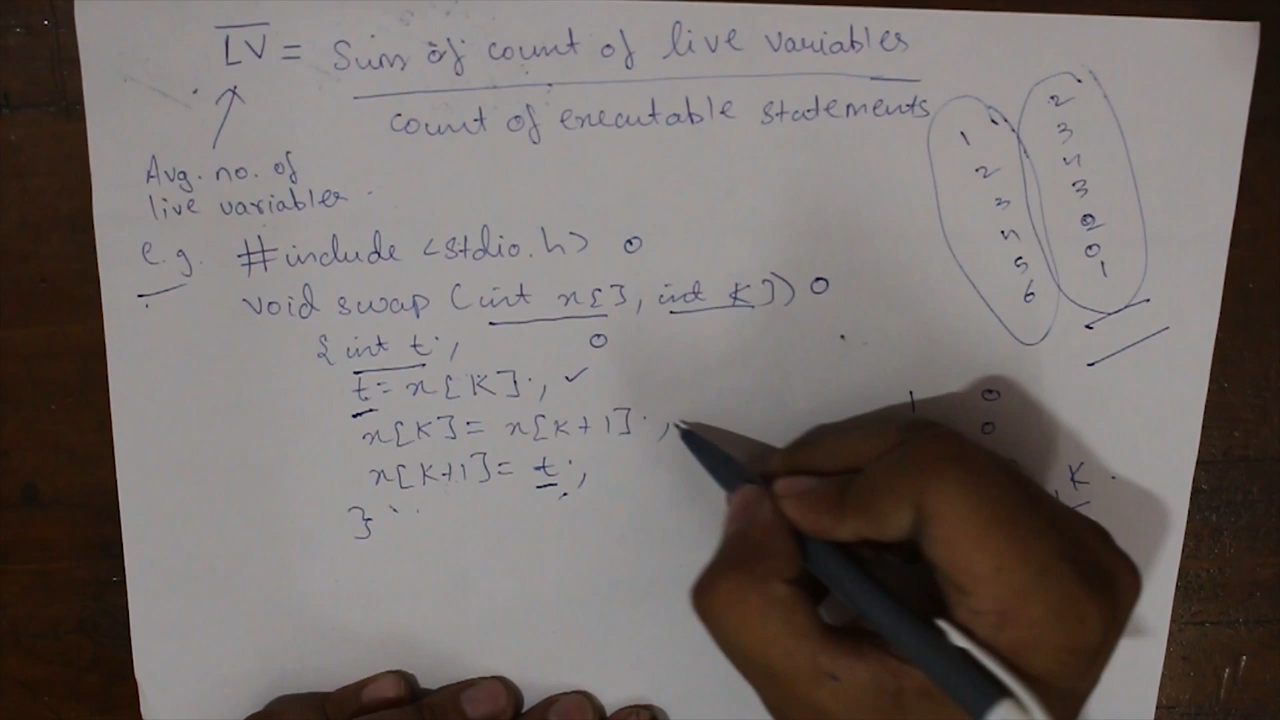 LV = Sum of count of live variables
count of executable statements
Avg. no. of
live variables
e.g. #include <stdio.h> 0
void swap (int x[], int K]) 0
{int t; 0
t = x[K]; ✓
x[K] = x[K+1];
x[K+1] = t;
}
1
2
3
4
5
6
2
3
4
3
0
1
1 0
0
K